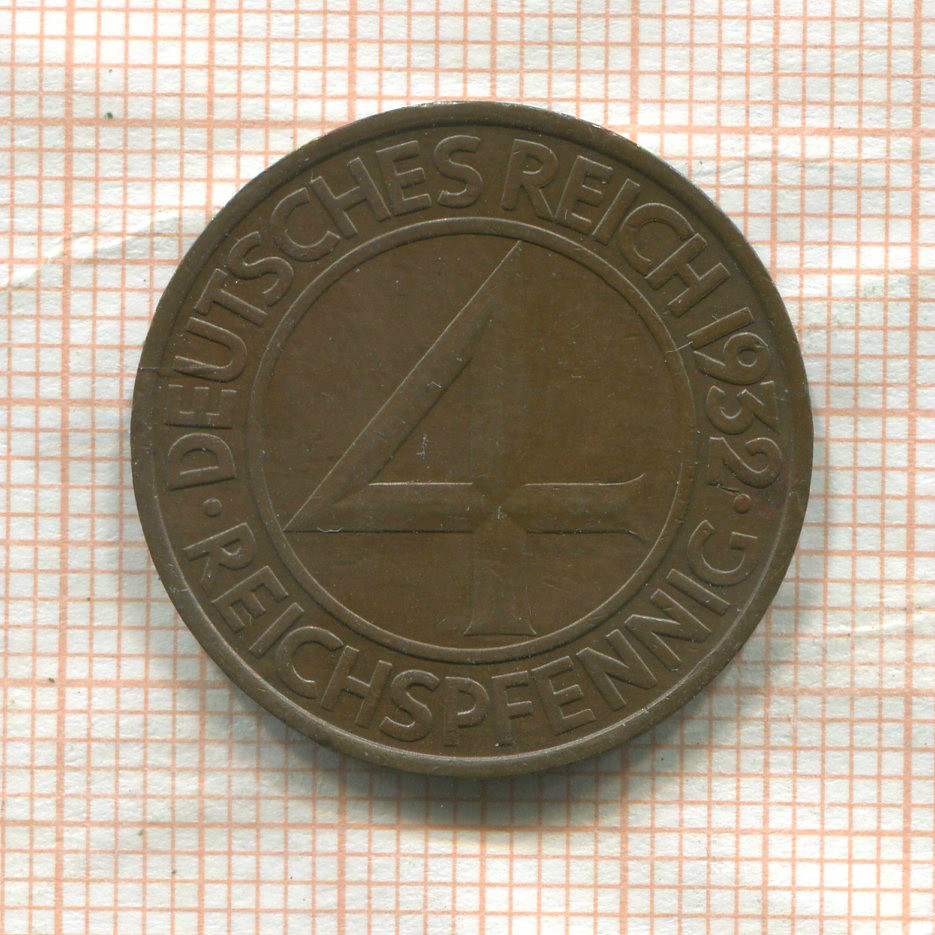 DEUTSCHES REICH 1932
· REICHSPFENNIG ·
4